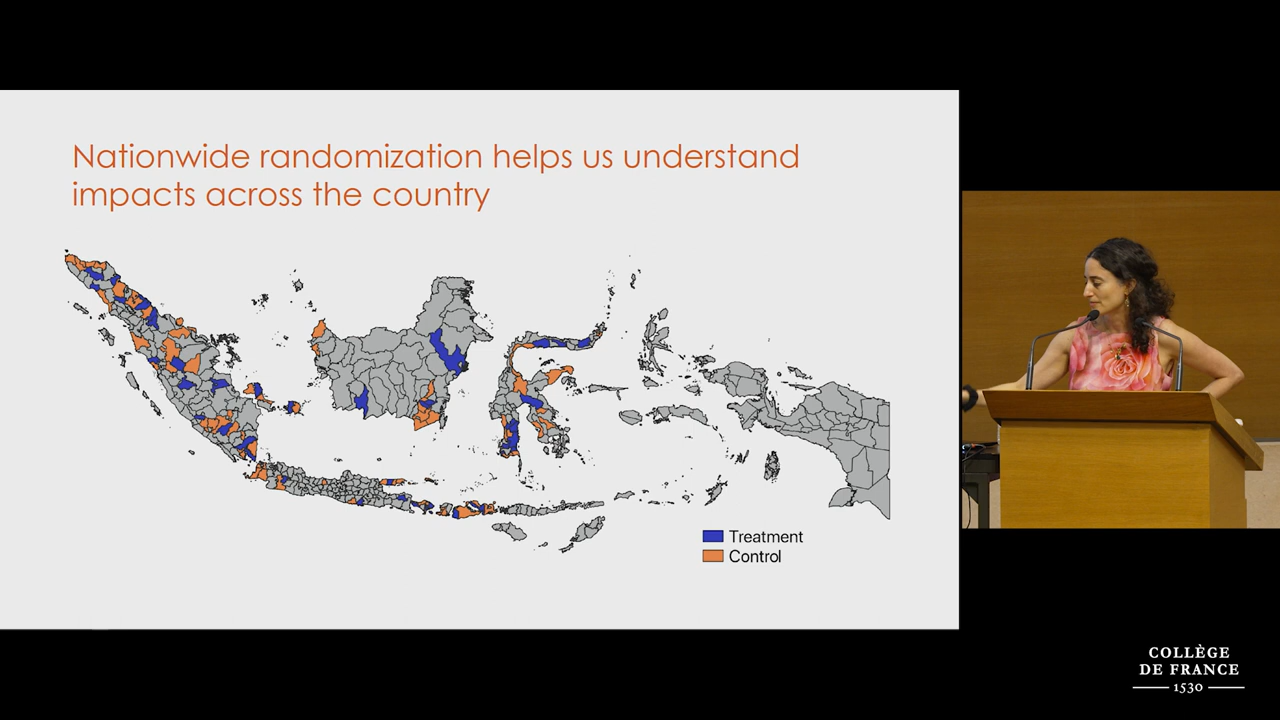 Nationwide randomization helps us understand
impacts across the country
Treatment
Control
COLLÈGE
DE FRANCE
1530